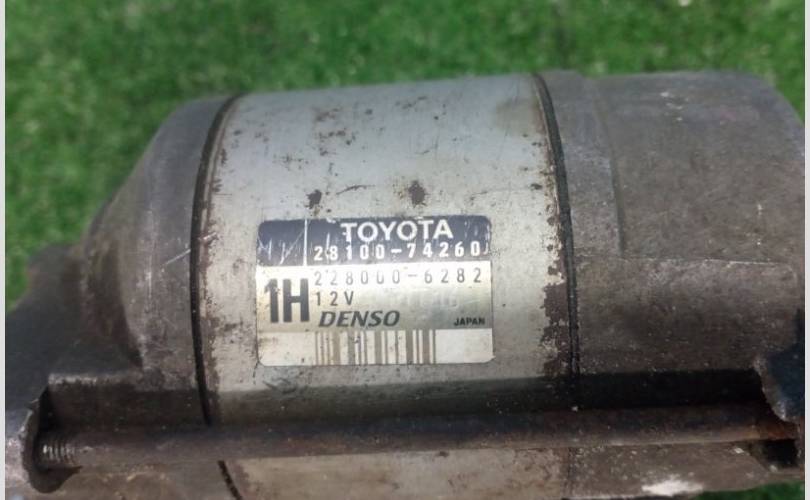 TOYOTA
28100-74260
228000-6282
1H
12V
DENSO
JAPAN